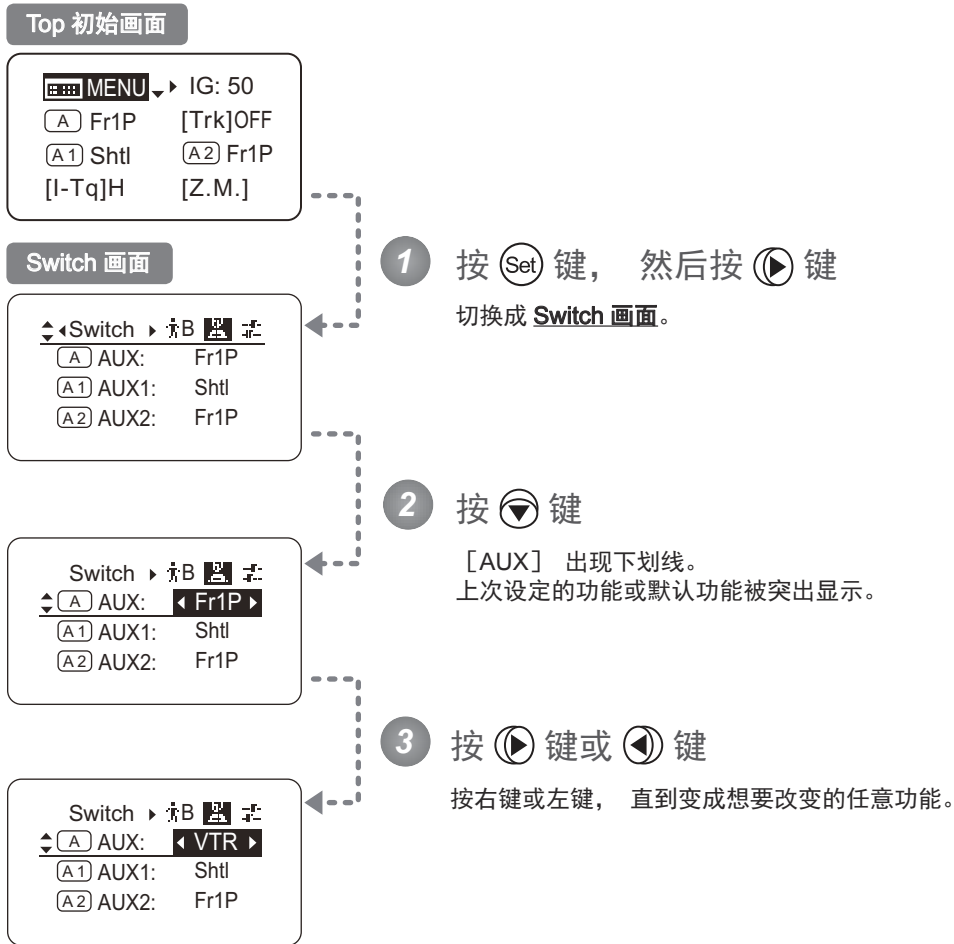 Top 初始画面
MENU IG: 50
A Fr1P [Trk]OFF
A1 Shtl A2 Fr1P
[I-Tq]H [Z.M.]
Switch 画面
Switch B
A AUX: Fr1P
A1 AUX1: Shtl
A2 AUX2: Fr1P
1 按 Set 键， 然后按 键
切换成 Switch 画面。
Switch B
A AUX: Fr1P
A1 AUX1: Shtl
A2 AUX2: Fr1P
2 按 键
［AUX］ 出现下划线。
上次设定的功能或默认功能被突出显示。
Switch B
A AUX: VTR
A1 AUX1: Shtl
A2 AUX2: Fr1P
3 按 键或 键
按右键或左键， 直到变成想要改变的任意功能。